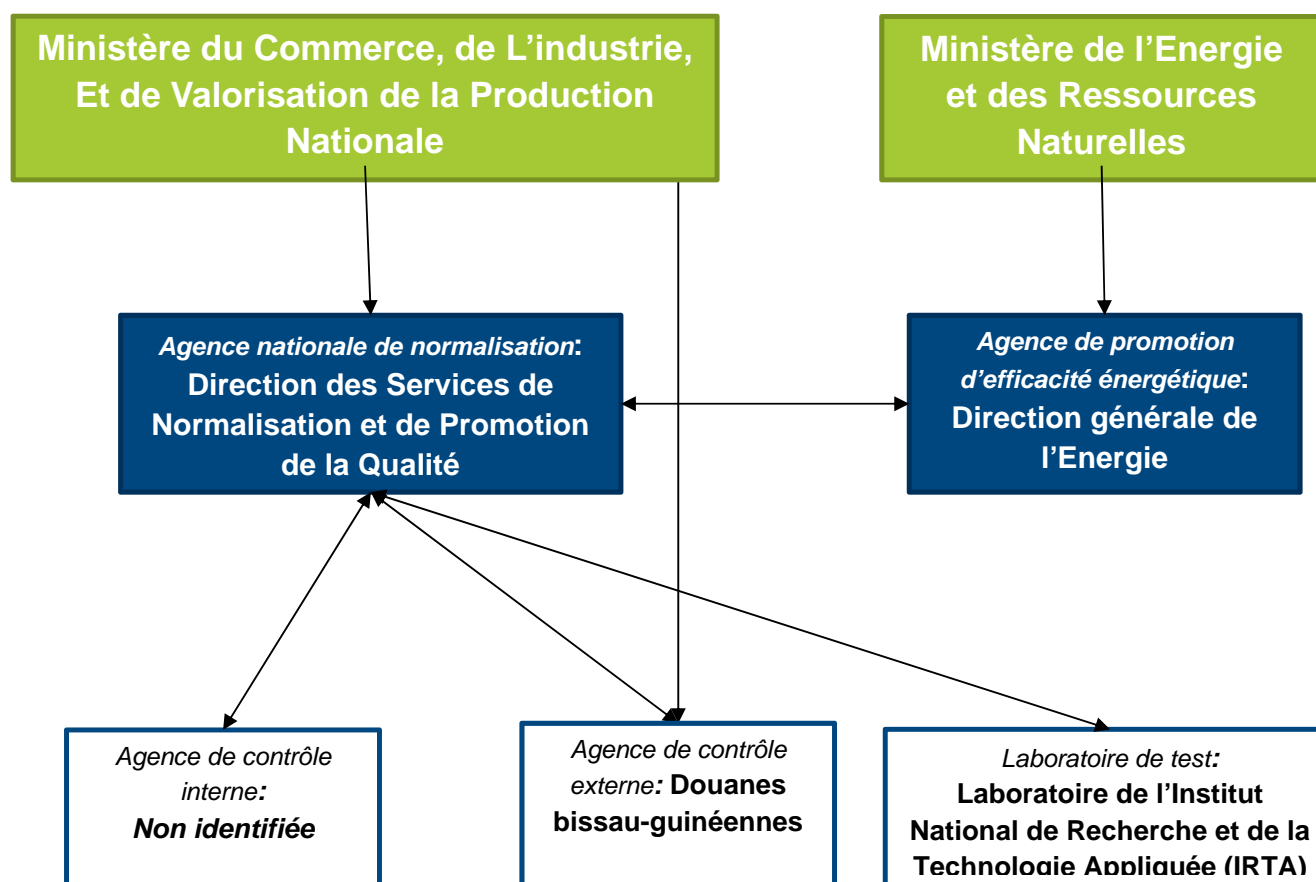 Ministère du Commerce, de L’industrie,
Et de Valorisation de la Production
Nationale
Ministère de l’Energie
et des Ressources
Naturelles
Agence nationale de normalisation:
Direction des Services de
Normalisation et de Promotion
de la Qualité
Agence de promotion
d’efficacité énergétique:
Direction générale de
l’Energie
Agence de contrôle
interne:
Non identifiée
Agence de contrôle
externe: Douanes
bissau-guinéennes
Laboratoire de test:
Laboratoire de l’Institut
National de Recherche et de la
Technologie Appliquée (IRTA)